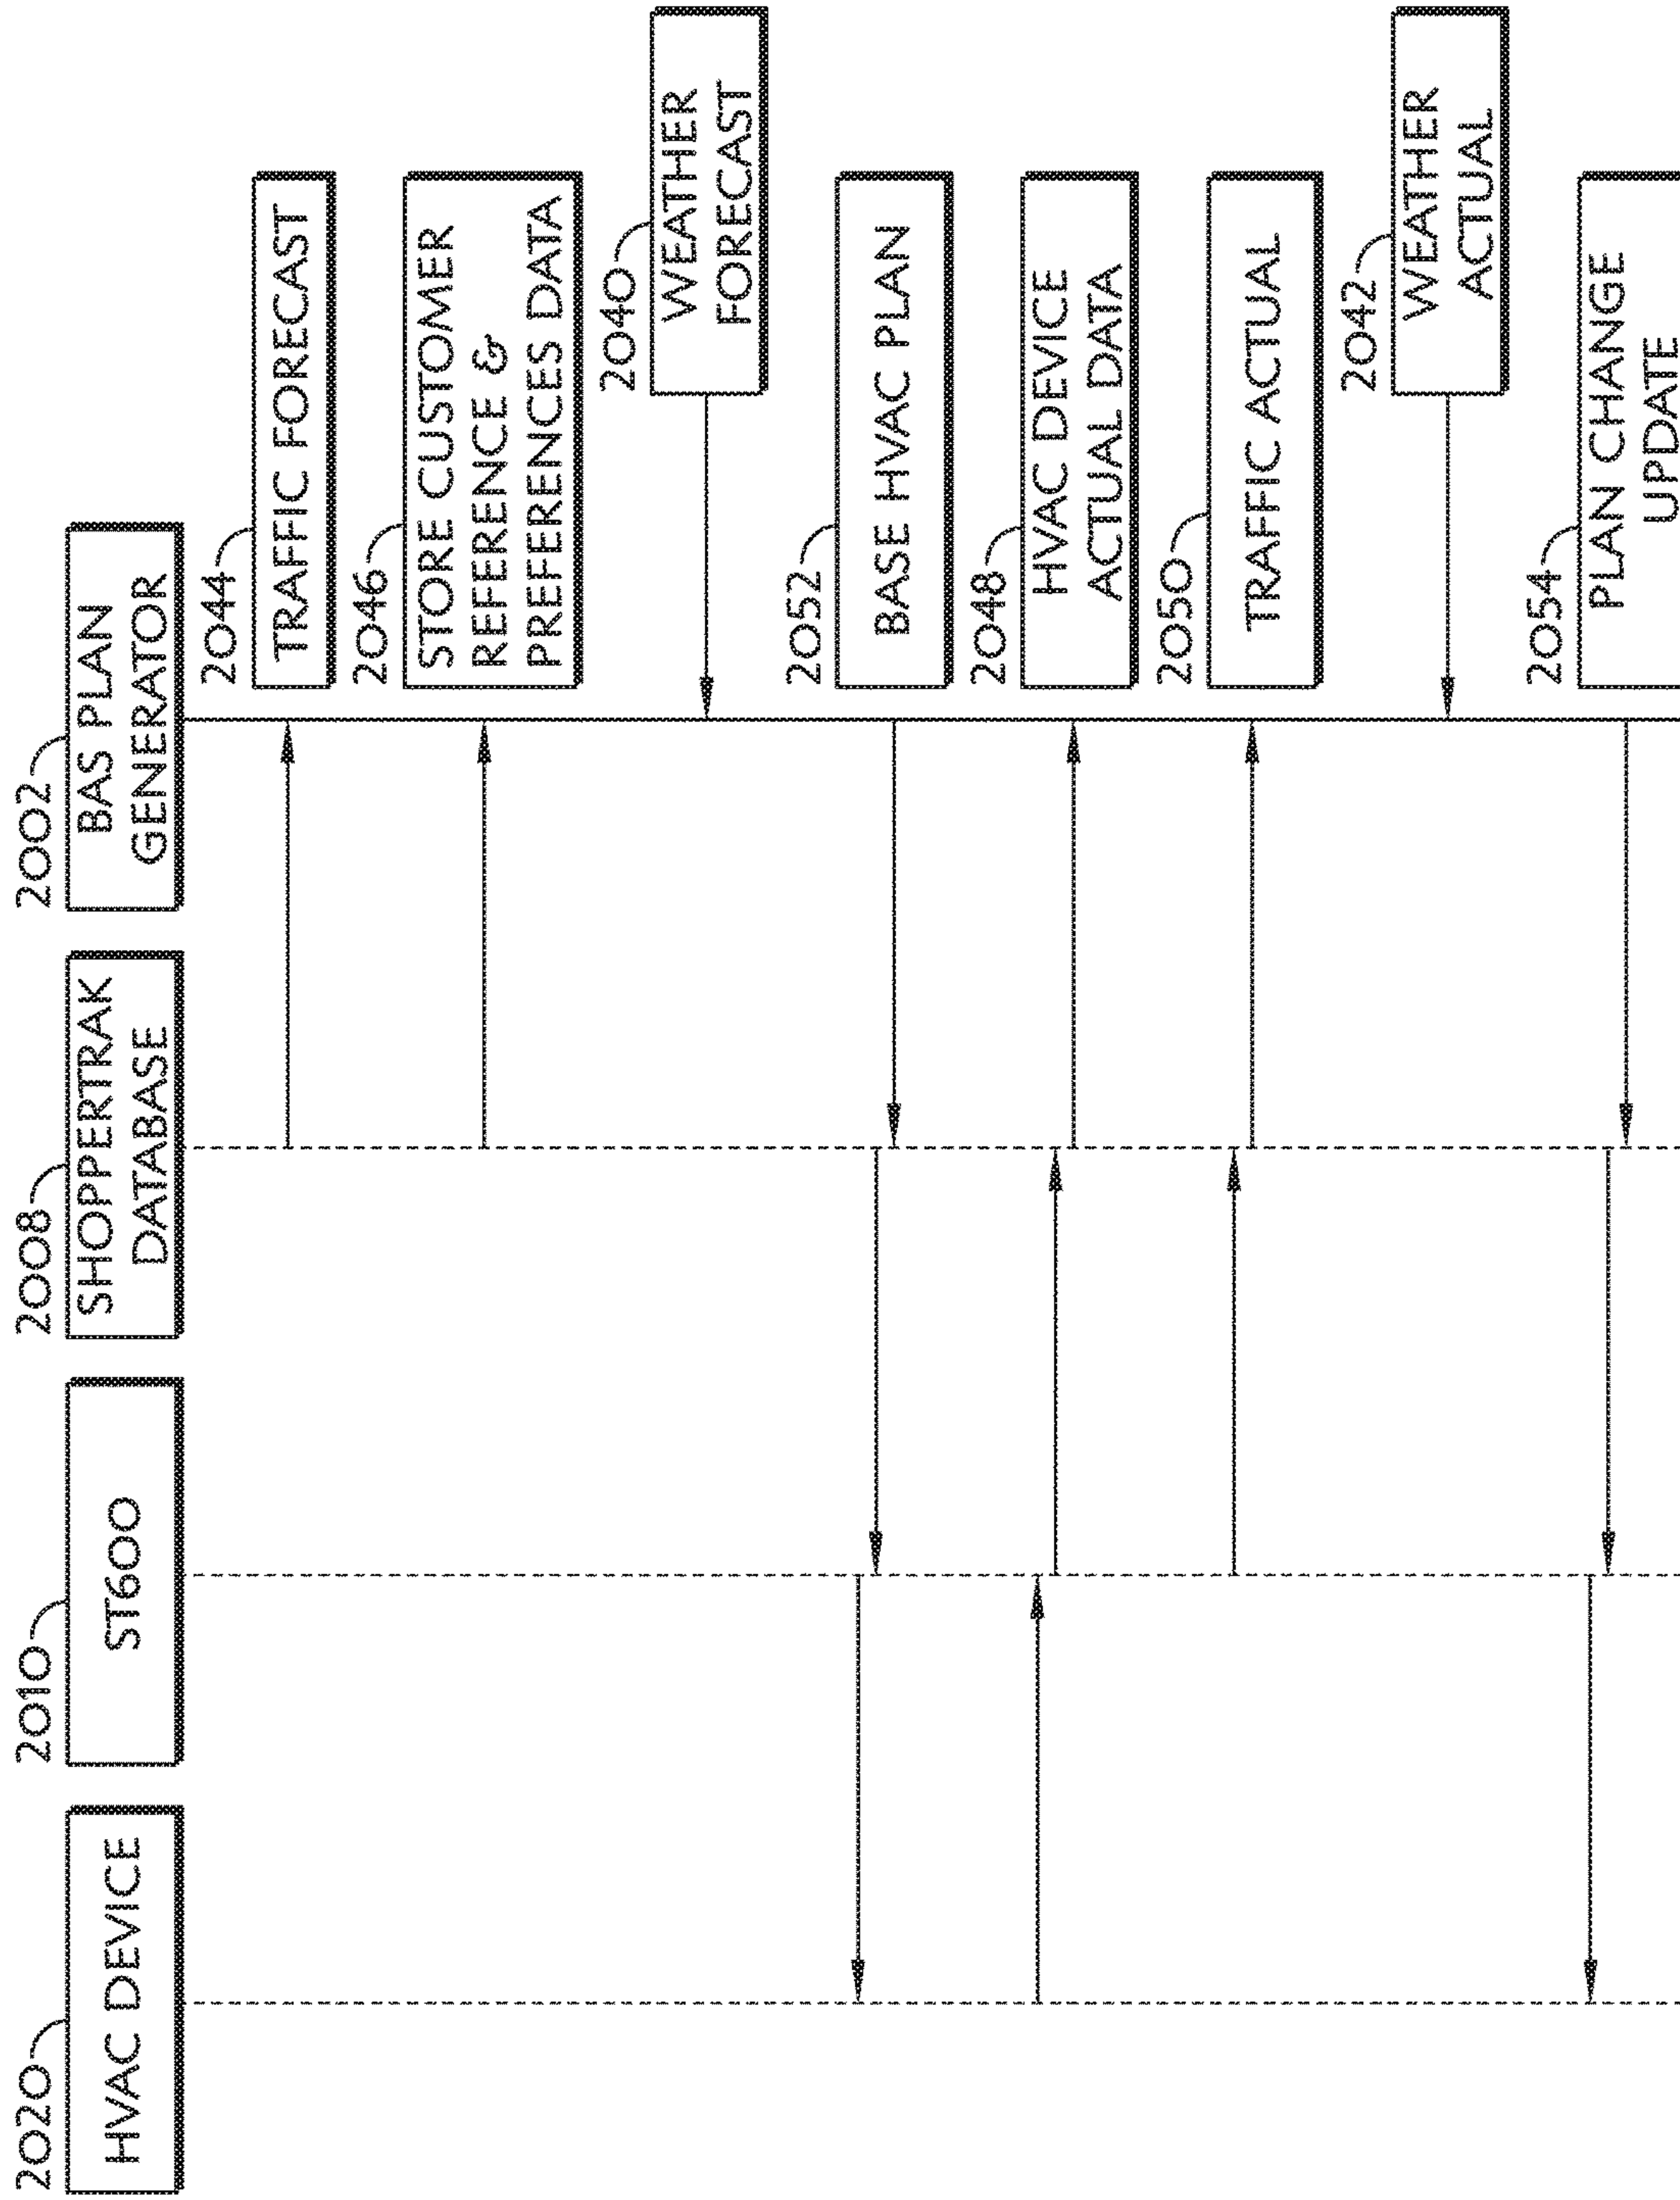 2020
HVAC DEVICE
2010
ST600
2008
SHOPPERTRAK
DATABASE
2002
BAS PLAN
GENERATOR
2044
TRAFFIC FORECAST
2046
STORE CUSTOMER
REFERENCE &
PREFERENCES DATA
2040
WEATHER
FORECAST
2052
BASE HVAC PLAN
2048
HVAC DEVICE
ACTUAL DATA
2050
TRAFFIC ACTUAL
2042
WEATHER
ACTUAL
2054
PLAN CHANGE
UPDATE